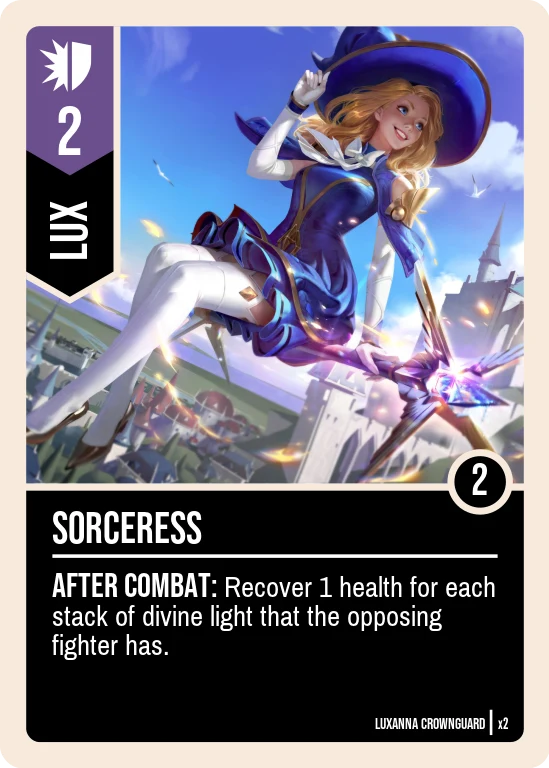 2
LUX
2
SORCERESS
AFTER COMBAT: Recover 1 health for each
stack of divine light that the opposing
fighter has.
LUXANNA CROWNGUARD | x2